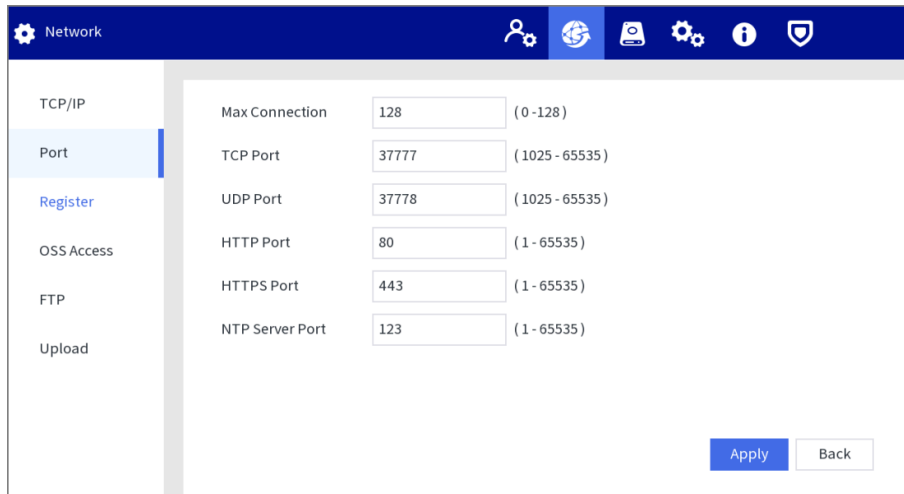 Network
TCP/IP
Port
Register
OSS Access
FTP
Upload
Max Connection 128 (0-128)
TCP Port 37777 (1025-65535)
UDP Port 37778 (1025-65535)
HTTP Port 80 (1-65535)
HTTPS Port 443 (1-65535)
NTP Server Port 123 (1-65535)
Apply Back